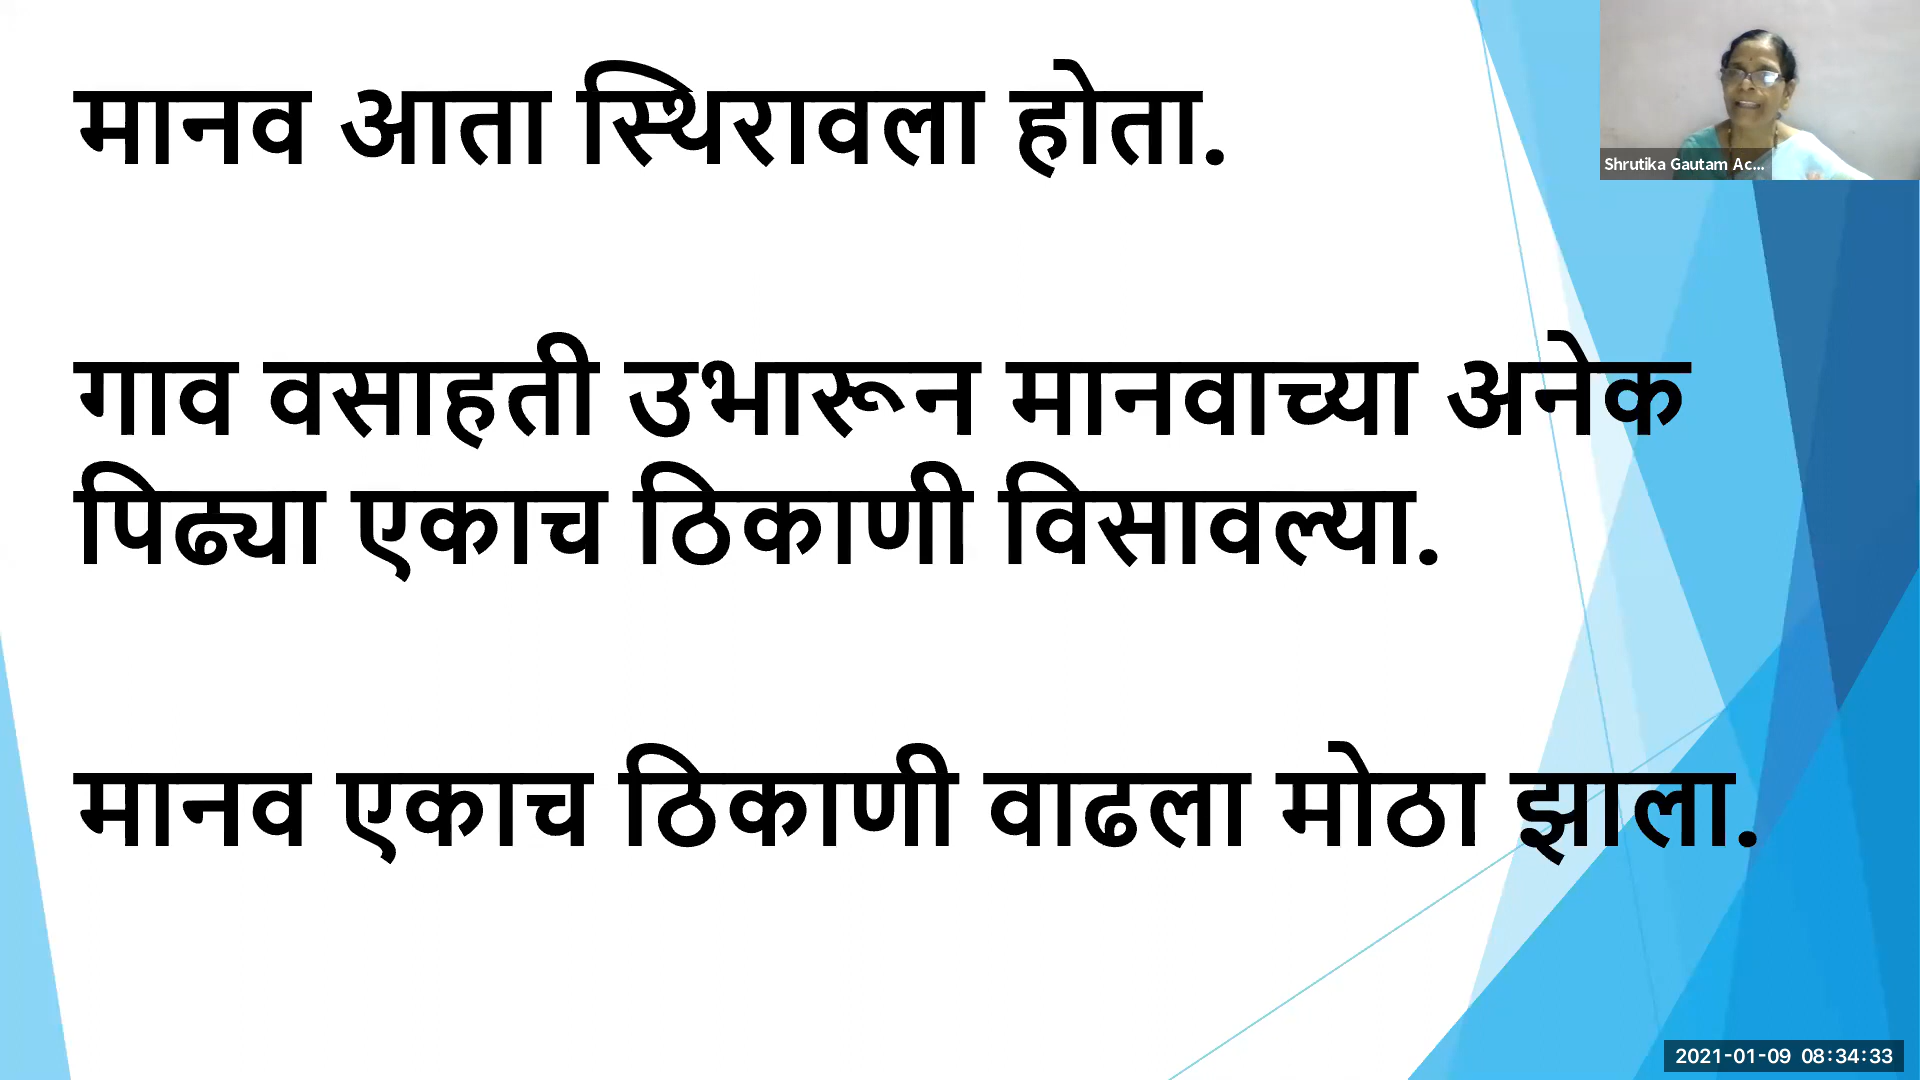 मानव आता स्थिरावला होता.
गाव वसाहती उभारून मानवाच्या अनेक
पिढ्या एकाच ठिकाणी विसावल्या.
मानव एकाच ठिकाणी वाढला मोठा झाला.
Shrutika Gautam Ac...
2021-01-09 08:34:33